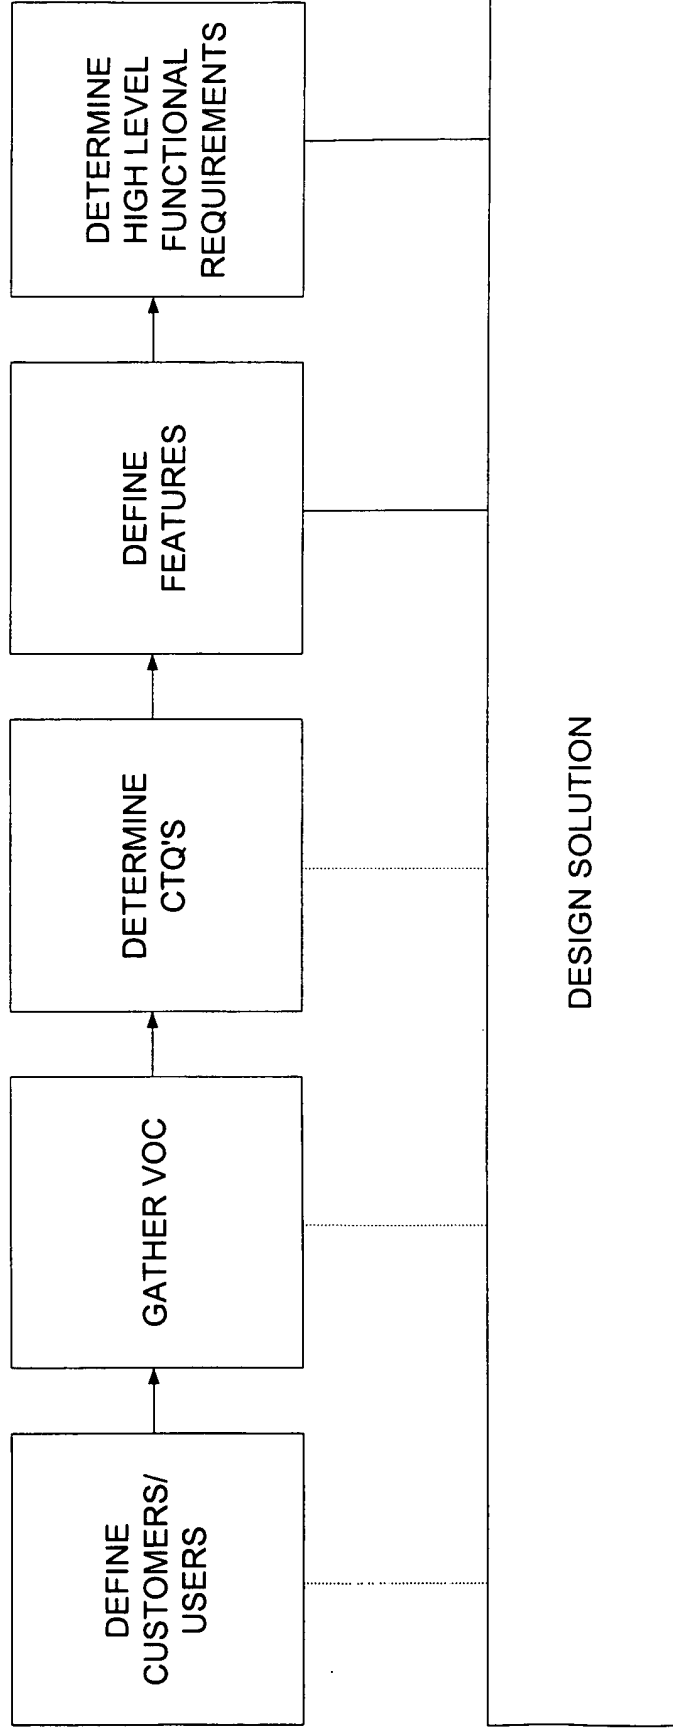 DEFINE
CUSTOMERS/
USERS
GATHER VOC
DETERMINE
CTQ'S
DEFINE
FEATURES
DETERMINE
HIGH LEVEL
FUNCTIONAL
REQUIREMENTS
DESIGN SOLUTION